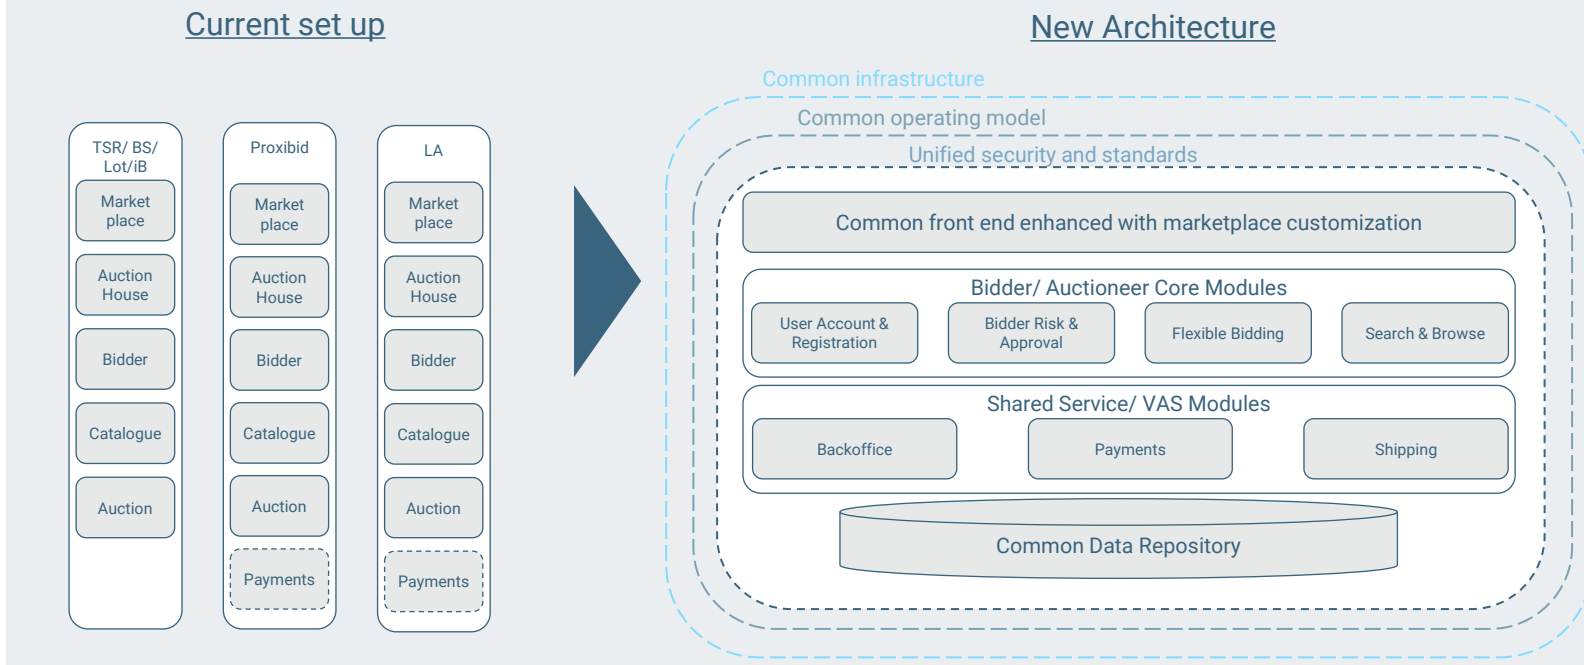 Current set up
TSR/ BS/
Lot/iB
Market
place
Auction
House
Bidder
Catalogue
Auction
Proxibid
Market
place
Auction
House
Bidder
Catalogue
Auction
Payments
LA
Market
place
Auction
House
Bidder
Catalogue
Auction
Payments
New Architecture
Common infrastructure
Common operating model
Unified security and standards
Common front end enhanced with marketplace customization
Bidder/ Auctioneer Core Modules
User Account &
Registration
Bidder Risk &
Approval
Flexible Bidding
Search & Browse
Shared Service/ VAS Modules
Backoffice
Payments
Shipping
Common Data Repository